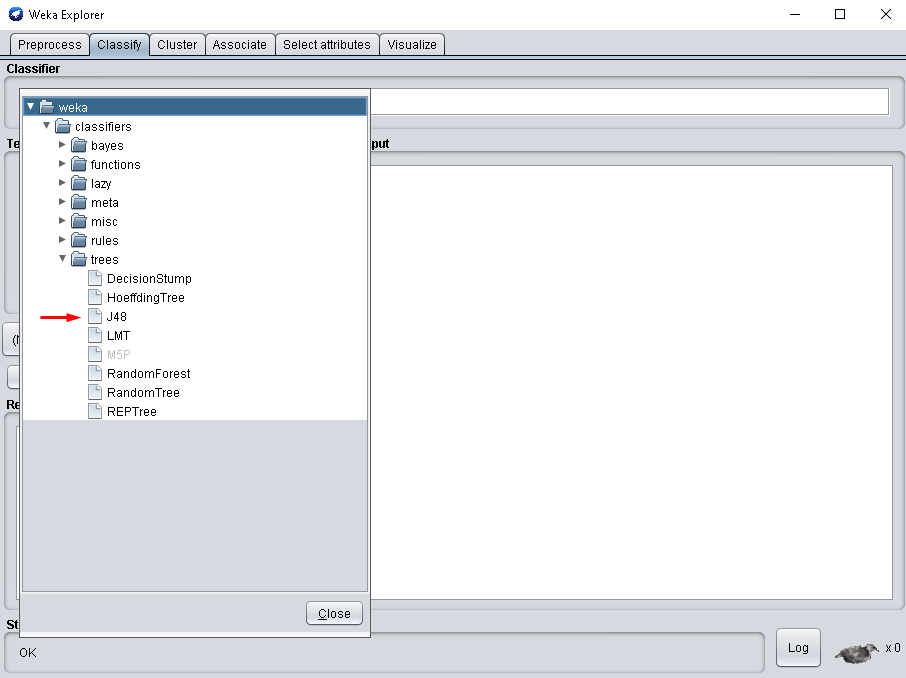 Weka Explorer
Preprocess Classify Cluster Associate Select attributes Visualize
Classifier
weka
classifiers
bayes
functions
lazy
meta
misc
rules
trees
DecisionStump
HoeffdingTree
J48
LMT
M5P
RandomForest
RandomTree
REPTree
Close
Te
put
(N
Re
St
OK
Log
x 0